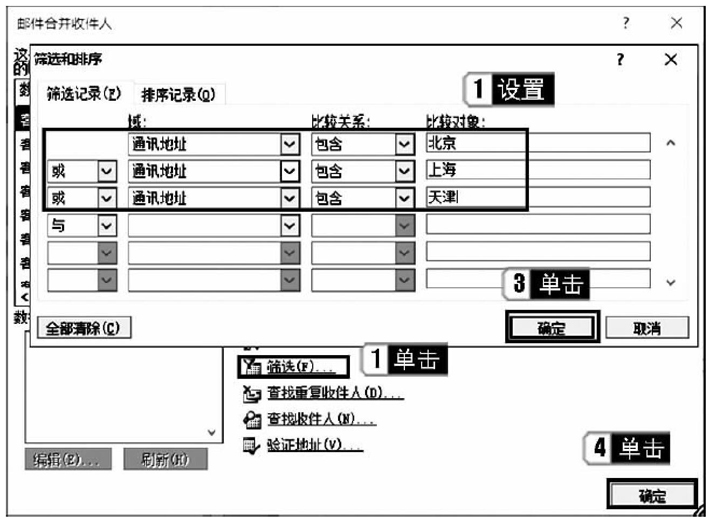 邮件合并收件人 ? ×
这
的 筛选和排序 ? ×
数 筛选记录(F) 排序记录(O) 1 设置
域: 比较关系: 比较对象:
通讯地址 包含 北京
或 通讯地址 包含 上海
或 通讯地址 包含 天津
与
3 单击
数 全部清除(C) 确定 取消
筛选(F)... 1 单击
查找重复收件人(D)...
查找收件人(N)...
验证地址(V)... 4 单击
编辑(E)... 刷新(H)
确定